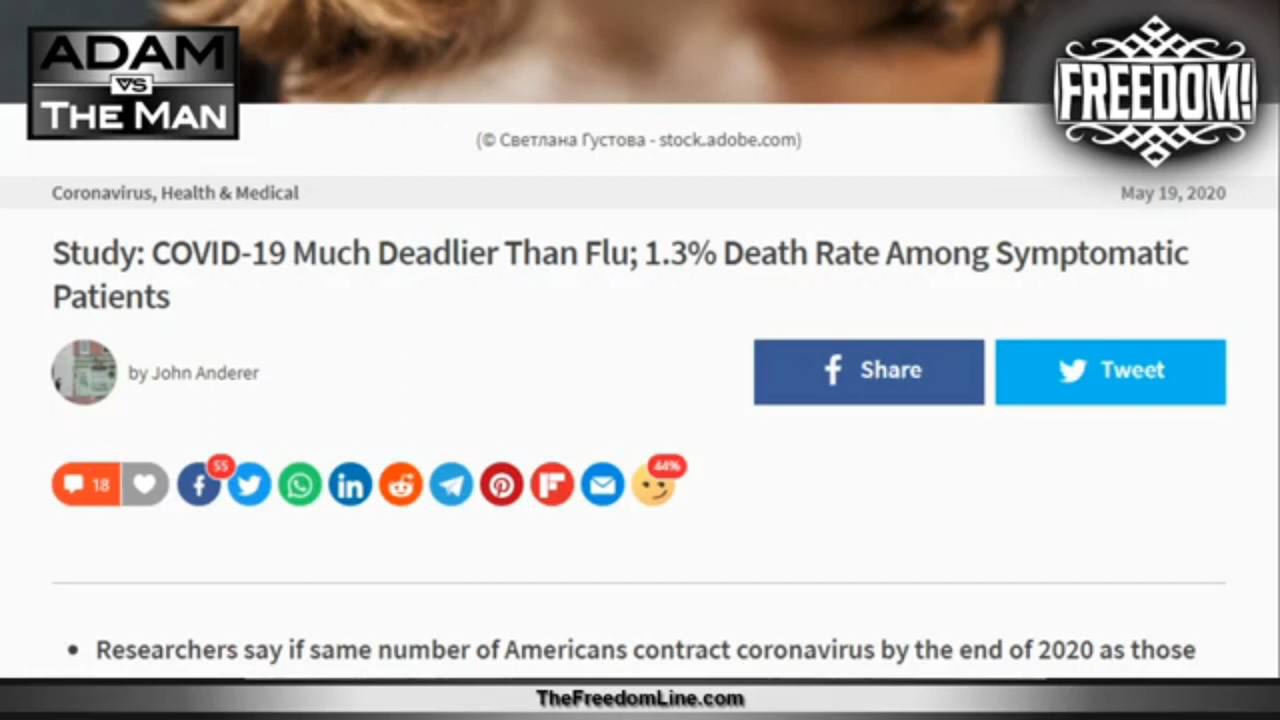 ADAM
VS
THE MAN
FREEDOM!
(© Светлана Густова - stock.adobe.com)
Coronavirus, Health & Medical
May 19, 2020
Study: COVID-19 Much Deadlier Than Flu; 1.3% Death Rate Among Symptomatic
Patients
by John Anderer
Share
Tweet
18
55
44%
Researchers say if same number of Americans contract coronavirus by the end of 2020 as those
TheFreedomLine.com